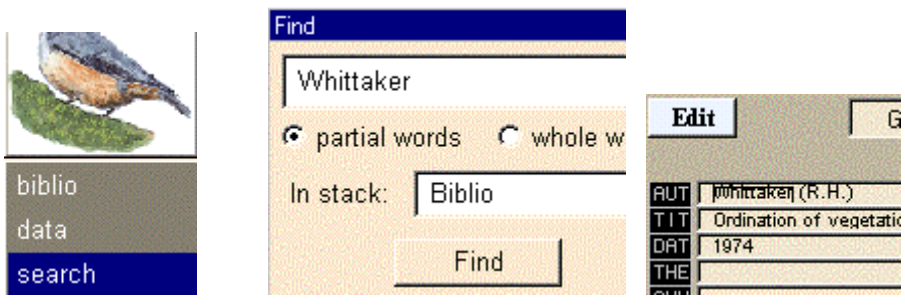 biblio
data
search
Find
Whittaker
partial words whole w
In stack: Biblio
Find
Edit G
AUT Whittaker (R.H.)
TIT Ordination of vegetatio
DAT 1974
THE